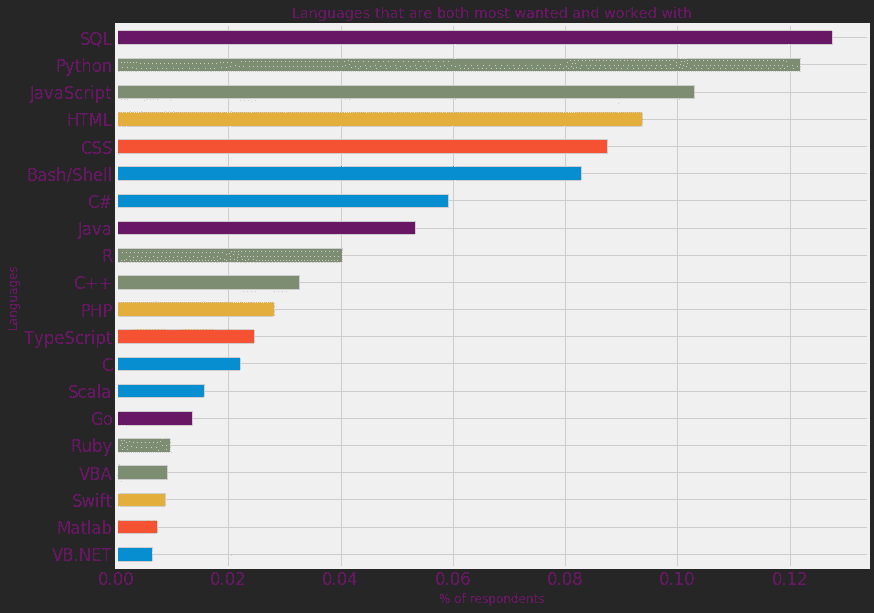 Languages that are both most wanted and worked with
SQL
Python
JavaScript
HTML
CSS
Bash/Shell
C#
Java
R
C++
PHP
TypeScript
C
Scala
Go
Ruby
VBA
Swift
Matlab
VB.NET
Languages
0.00 0.02 0.04 0.06 0.08 0.10 0.12
% of respondents